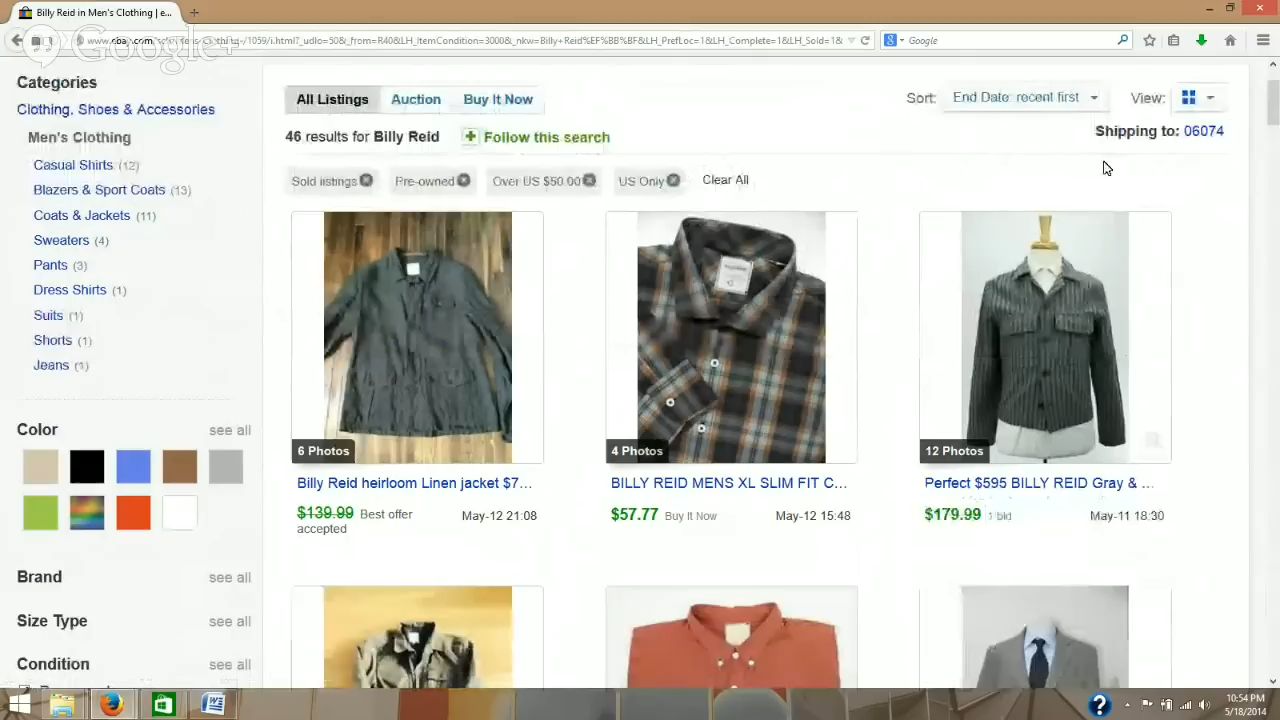 Billy Reid in Men's Clothing | e...
Google+
Google
Categories
Clothing, Shoes & Accessories
Men's Clothing
Casual Shirts (12)
Blazers & Sport Coats (13)
Coats & Jackets (11)
Sweaters (4)
Pants (3)
Dress Shirts (1)
Suits (1)
Shorts (1)
Jeans (1)
Color see all
Brand see all
Size Type see all
Condition see all
All Listings Auction Buy It Now
Sort: End Date: recent first View:
46 results for Billy Reid + Follow this search
Shipping to: 06074
Sold listings Pre-owned Over US $50.00 US Only Clear All
6 Photos
Billy Reid heirloom Linen jacket $7...
$139.99 Best offer accepted May-12 21:08
4 Photos
BILLY REID MENS XL SLIM FIT C...
$57.77 Buy It Now May-12 15:48
12 Photos
Perfect $595 BILLY REID Gray & ...
$179.99 1 bid May-11 18:30
10:54 PM
5/18/2014